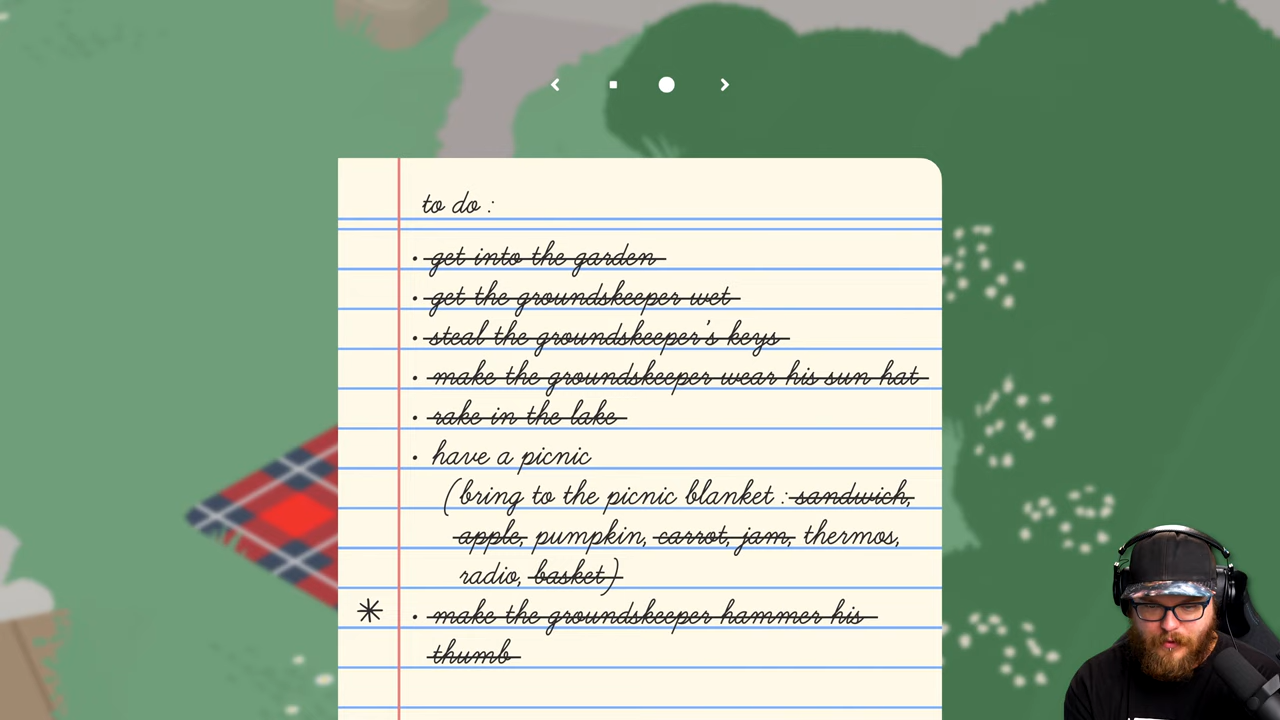 to do :
• get into the garden
• get the groundskeeper wet
• steal the groundskeeper's keys
• make the groundskeeper wear his sun hat
• rake in the lake
• have a picnic
(bring to the picnic blanket : sandwich,
apple, pumpkin, carrot, jam, thermos,
radio, basket)
• make the groundskeeper hammer his
thumb